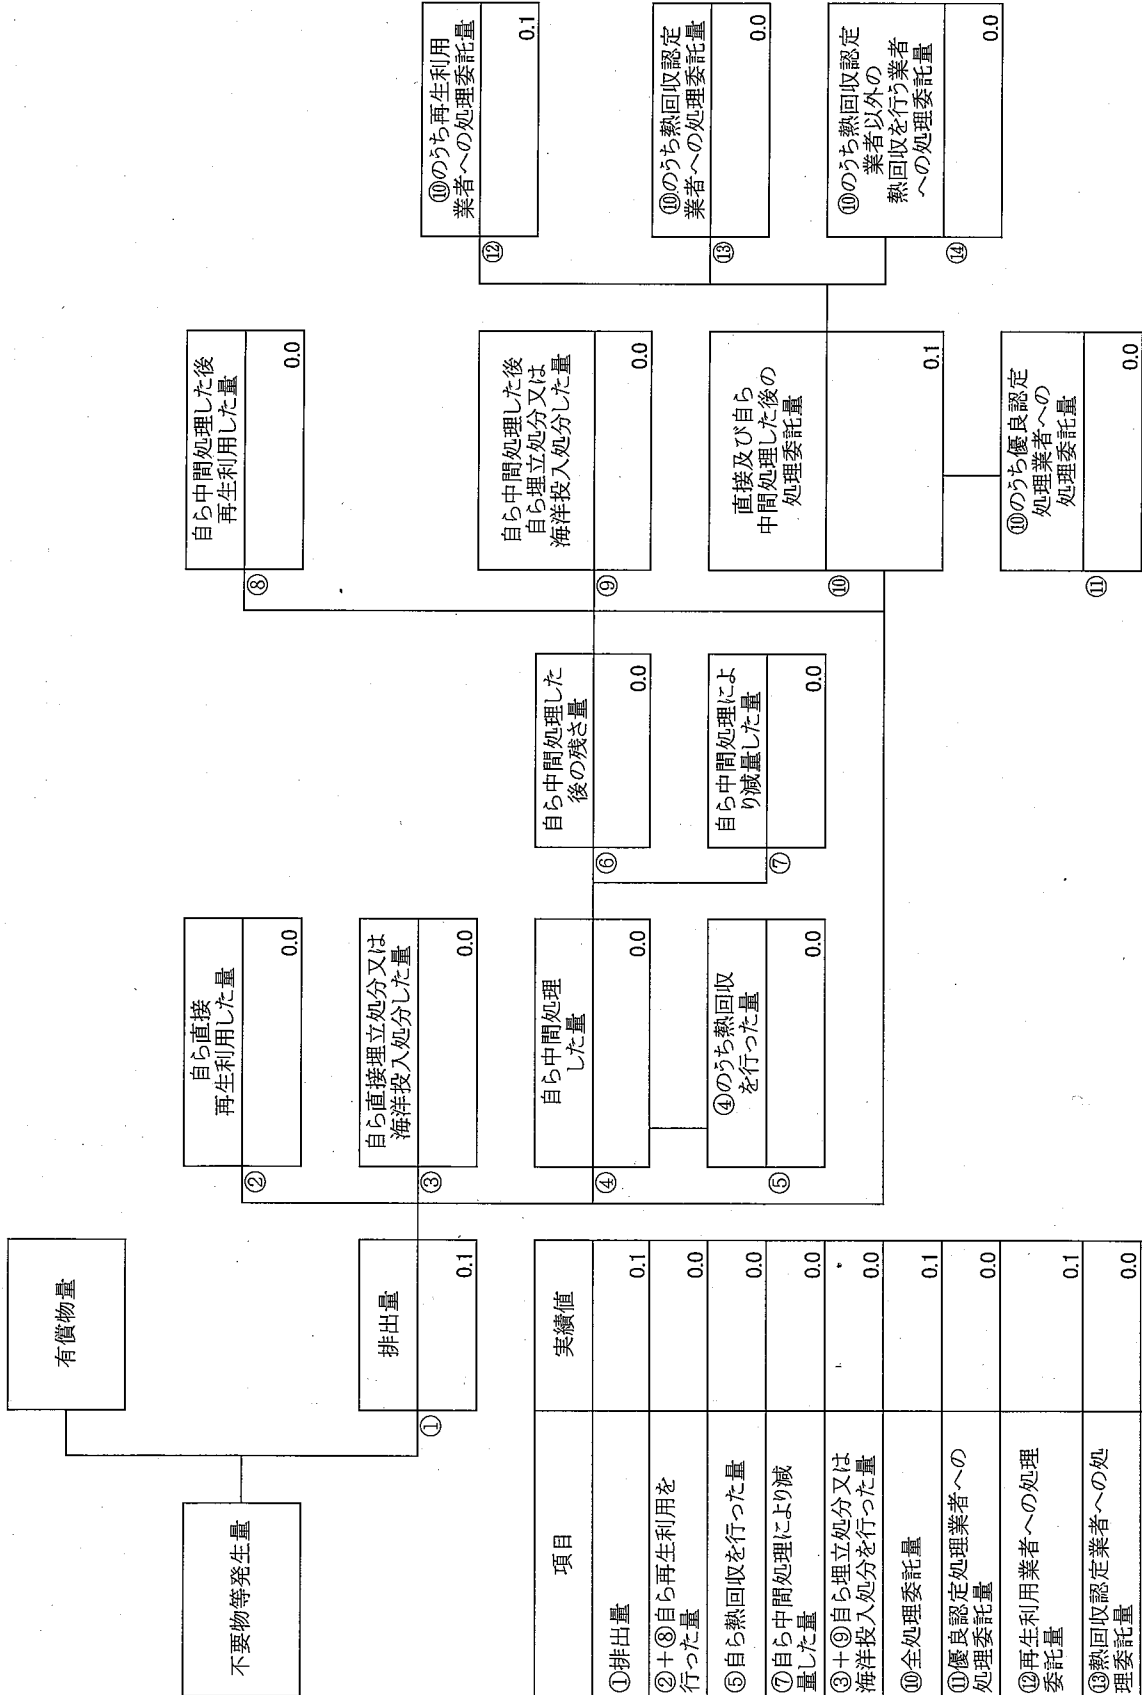 不要物等発生量
有償物量
排出量
①
0.1
自ら直接
再生利用した量
②
0.0
自ら直接埋立処分又は
海洋投入処分した量
③
0.0
自ら中間処理
した量
④
0.0
④のうち熱回収
を行った量
⑤
0.0
自ら中間処理した
後の残さ量
⑥
0.0
自ら中間処理によ
り減量した量
⑦
0.0
自ら中間処理した後
再生利用した量
⑧
0.0
自ら中間処理した後
自ら埋立処分又は
海洋投入処分した量
⑨
0.0
直接及び自ら
中間処理した後の
処理委託量
⑩
0.1
⑩のうち優良認定
処理業者への
処理委託量
⑪
0.0
⑩のうち再生利用
業者への処理委託量
⑫
0.1
⑩のうち熱回収認定
業者への処理委託量
⑬
0.0
⑩のうち熱回収認定
業者以外の
熱回収を行う業者
への処理委託量
⑭
0.0
項目 実績値
①排出量 0.1
②+⑧自ら再生利用を
行った量 0.0
⑤自ら熱回収を行った量 0.0
⑦自ら中間処理により減
量した量 0.0
③+⑨自ら埋立処分又は
海洋投入処分を行った量 0.0
⑩全処理委託量 0.1
⑪優良認定処理業者への
処理委託量 0.0
⑫再生利用業者への処理
委託量 0.1
⑬熱回収認定業者への処
理委託量 0.0